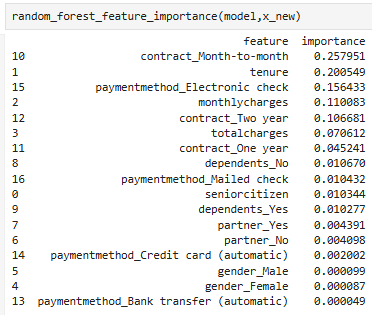 random_forest_feature_importance(model,x_new)
feature importance
10 contract_Month-to-month 0.257951
1 tenure 0.200549
15 paymentmethod_Electronic check 0.156433
2 monthlycharges 0.110083
12 contract_Two year 0.106681
3 totalcharges 0.070612
11 contract_One year 0.045241
8 dependents_No 0.010670
16 paymentmethod_Mailed check 0.010432
0 seniorcitizen 0.010344
9 dependents_Yes 0.010277
7 partner_Yes 0.004391
6 partner_No 0.004098
14 paymentmethod_Credit card (automatic) 0.002002
5 gender_Male 0.000099
4 gender_Female 0.000087
13 paymentmethod_Bank transfer (automatic) 0.000049